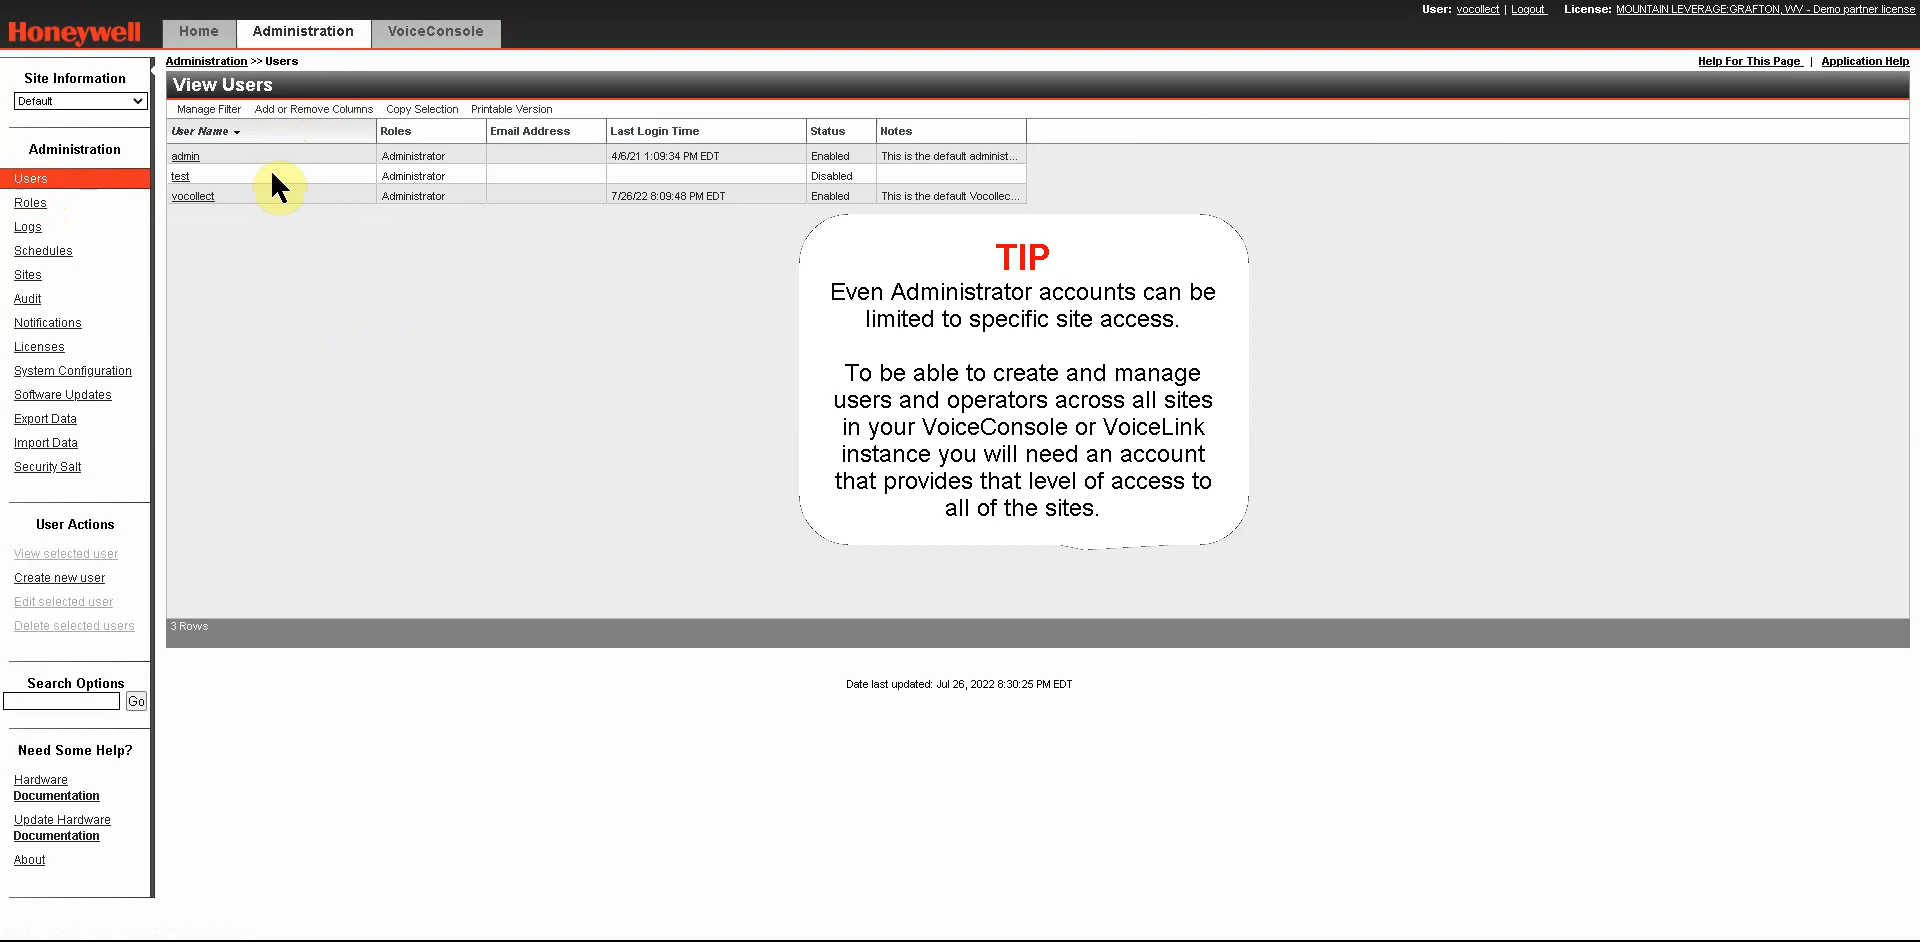 User: vocollect | Logout License: MOUNTAIN LEVERAGE:GRAFTON, WV - Demo partner license
Honeywell
Home Administration VoiceConsole
Administration >> Users
Help For This Page | Application Help
View Users
Manage Filter Add or Remove Columns Copy Selection Printable Version
User Name Roles Email Address Last Login Time Status Notes
admin Administrator 4/6/21 1:09:34 PM EDT Enabled This is the default administ...
test Administrator Disabled
vocollect Administrator 7/26/22 8:09:48 PM EDT Enabled This is the default Vocollec...
3 Rows
Site Information
Default
Administration
Users
Roles
Logs
Schedules
Sites
Audit
Notifications
Licenses
System Configuration
Software Updates
Export Data
Import Data
Security Salt
User Actions
View selected user
Create new user
Edit selected user
Delete selected users
Search Options
Go
Need Some Help?
Hardware
Documentation
Update Hardware
Documentation
About
TIP
Even Administrator accounts can be
limited to specific site access.
To be able to create and manage
users and operators across all sites
in your VoiceConsole or VoiceLink
instance you will need an account
that provides that level of access to
all of the sites.
Date last updated: Jul 26, 2022 8:30:25 PM EDT